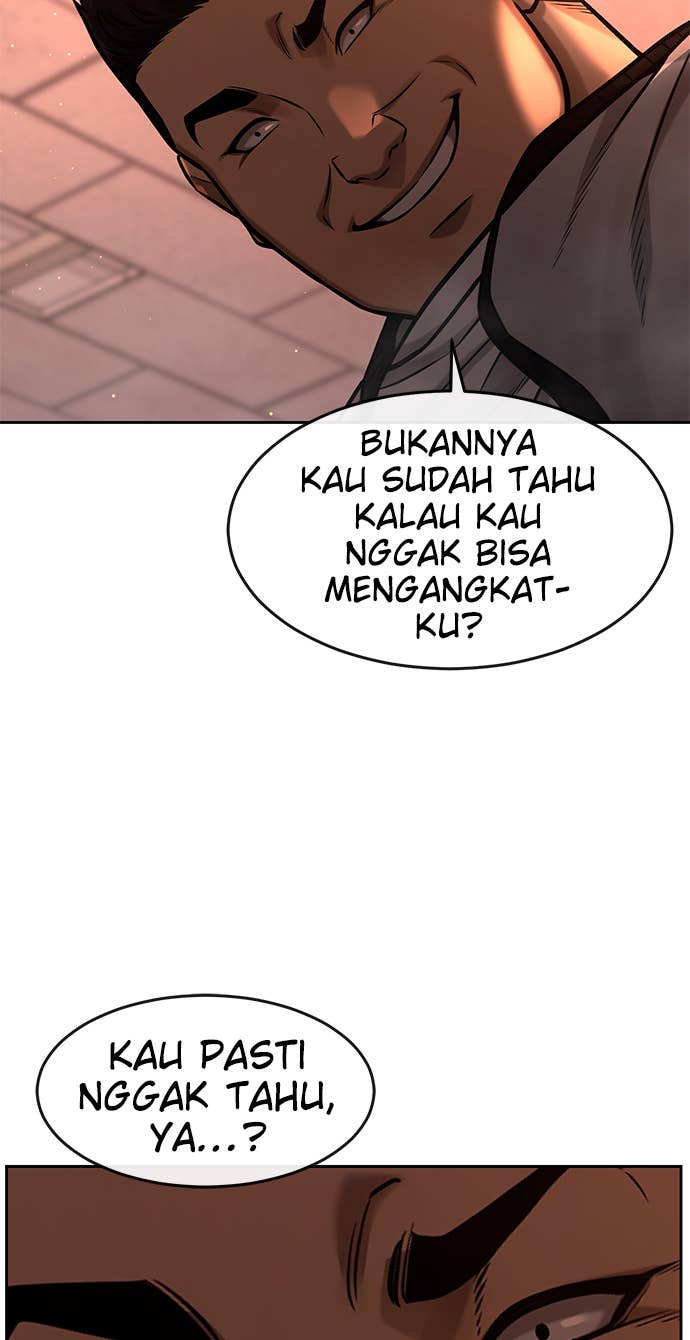 BUKANNYA
KAU SUDAH TAHU
KALAU KAU
NGGAK BISA
MENGANGKAT-
KU?
KAU PASTI
NGGAK TAHU,
YA...?